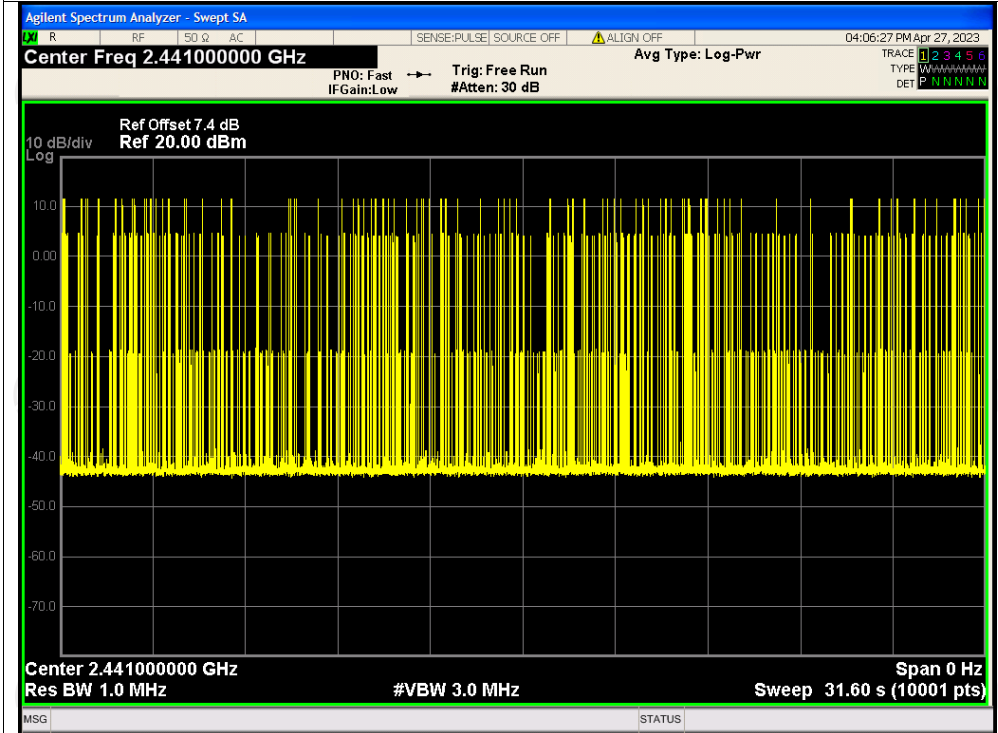 Agilent Spectrum Analyzer - Swept SA
LXI R RF 50 Ω AC SENSE:PULSE SOURCE OFF ALIGN OFF 04:06:27 PM Apr 27, 2023
Center Freq 2.441000000 GHz
PNO: Fast
IFGain:Low
Trig: Free Run
#Atten: 30 dB
Avg Type: Log-Pwr
TRACE 1 2 3 4 5 6
TYPE WWWWWW
DET P N N N N N
Ref Offset 7.4 dB
10 dB/div Ref 20.00 dBm
Log
10.0
0.00
-10.0
-20.0
-30.0
-40.0
-50.0
-60.0
-70.0
Center 2.441000000 GHz Span 0 Hz
Res BW 1.0 MHz #VBW 3.0 MHz Sweep 31.60 s (10001 pts)
MSG STATUS